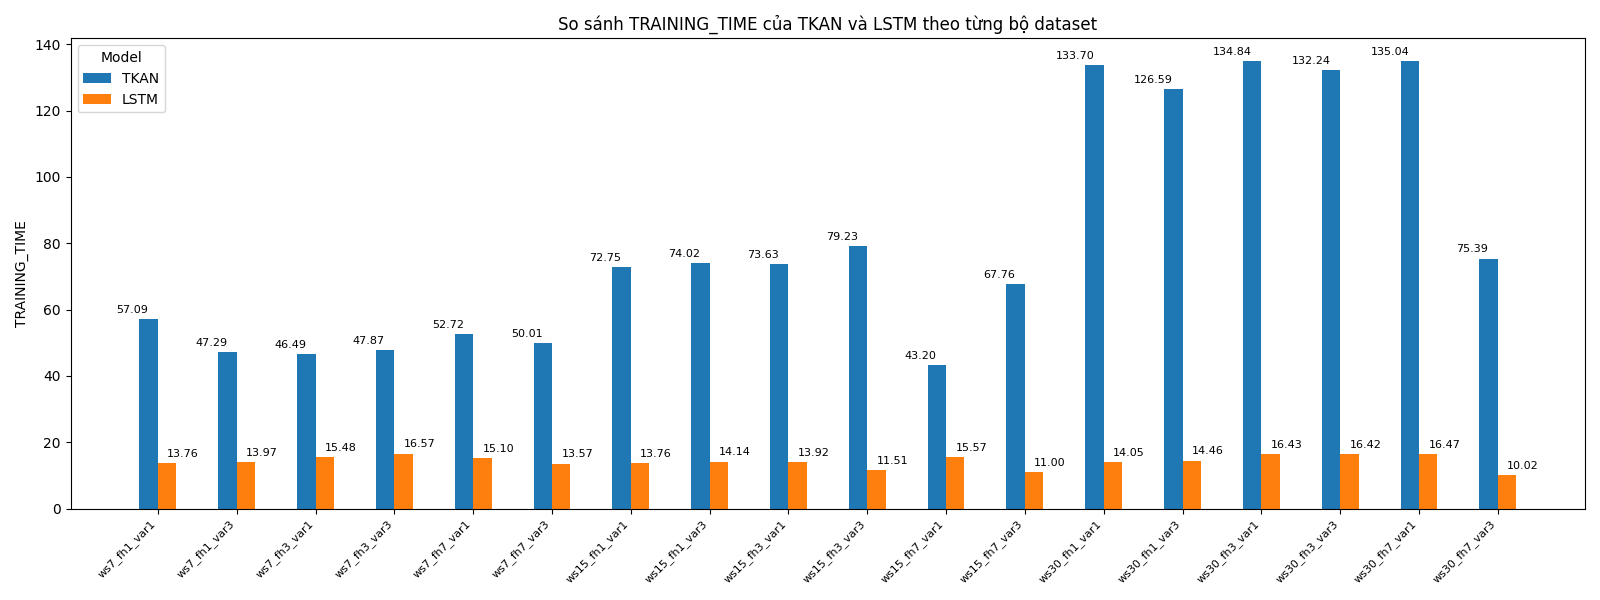 So sánh TRAINING_TIME của TKAN và LSTM theo từng bộ dataset
Model
TKAN
LSTM
TRAINING_TIME
140
120
100
80
60
40
20
0
57.09
13.76
47.29
13.97
46.49
15.48
47.87
16.57
52.72
15.10
50.01
13.57
72.75
13.76
74.02
14.14
73.63
13.92
79.23
11.51
43.20
15.57
67.76
11.00
133.70
14.05
126.59
14.46
134.84
16.43
132.24
16.42
135.04
16.47
75.39
10.02
ws7_fh1_var1
ws7_fh1_var3
ws7_fh3_var1
ws7_fh3_var3
ws7_fh7_var1
ws7_fh7_var3
ws15_fh1_var1
ws15_fh1_var3
ws15_fh3_var1
ws15_fh3_var3
ws15_fh7_var1
ws15_fh7_var3
ws30_fh1_var1
ws30_fh1_var3
ws30_fh3_var1
ws30_fh3_var3
ws30_fh7_var1
ws30_fh7_var3